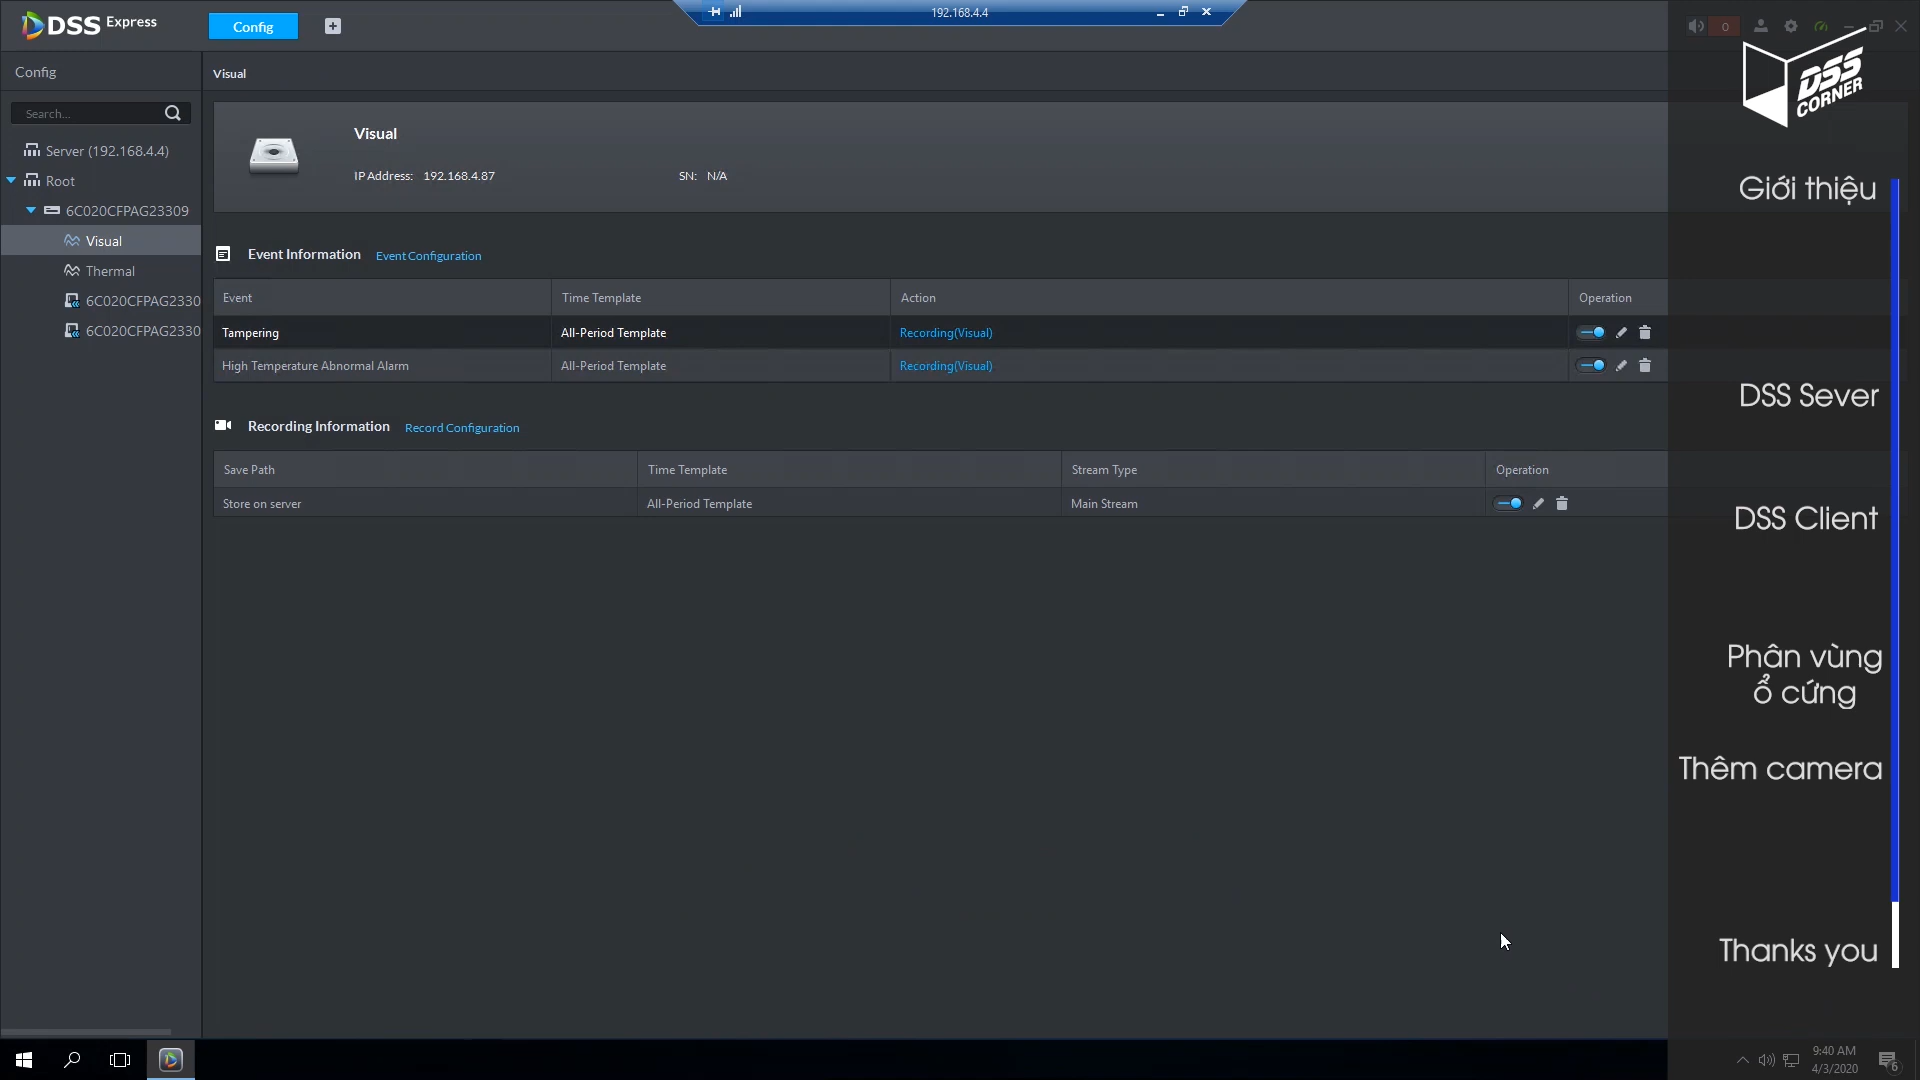 DSS Express
Config
192.168.4.4
0
Config
Visual
DSS
CORNER
Search...
Server (192.168.4.4)
Root
6C020CFPAG23309
Visual
Thermal
6C020CFPAG2330
6C020CFPAG2330
Visual
IP Address: 192.168.4.87
SN: N/A
Event Information
Event Configuration
Event
Time Template
Action
Operation
Tampering
All-Period Template
Recording(Visual)
High Temperature Abnormal Alarm
All-Period Template
Recording(Visual)
Recording Information
Record Configuration
Save Path
Time Template
Stream Type
Operation
Store on server
All-Period Template
Main Stream
Giới thiệu
DSS Sever
DSS Client
Phân vùng
ổ cứng
Thêm camera
Thanks you
9:40 AM
4/3/2020
6